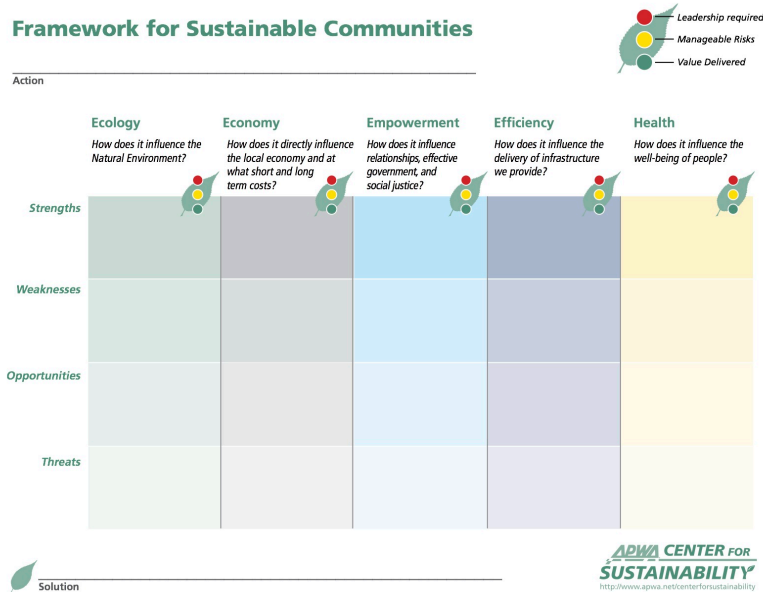 Framework for Sustainable Communities
Leadership required
Manageable Risks
Value Delivered
Action
Ecology
How does it influence the
Natural Environment?
Economy
How does it directly influence
the local economy and at
what short and long
term costs?
Empowerment
How does it influence
relationships, effective
government, and
social justice?
Efficiency
How does it influence the
delivery of infrastructure
we provide?
Health
How does it influence the
well-being of people?
Strengths
Weaknesses
Opportunities
Threats
Solution
APWA CENTER FOR
SUSTAINABILITY
http://www.apwa.net/centerforsustainability